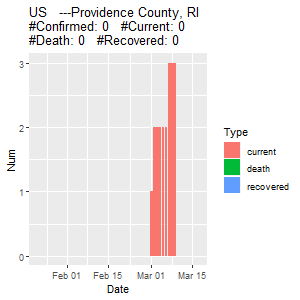 US   ---Providence County, RI
#Confirmed: 0   #Current: 0
#Death: 0   #Recovered: 0
3
2
1
0
Num
Feb 01
Feb 15
Mar 01
Mar 15
Date
Type
current
death
recovered